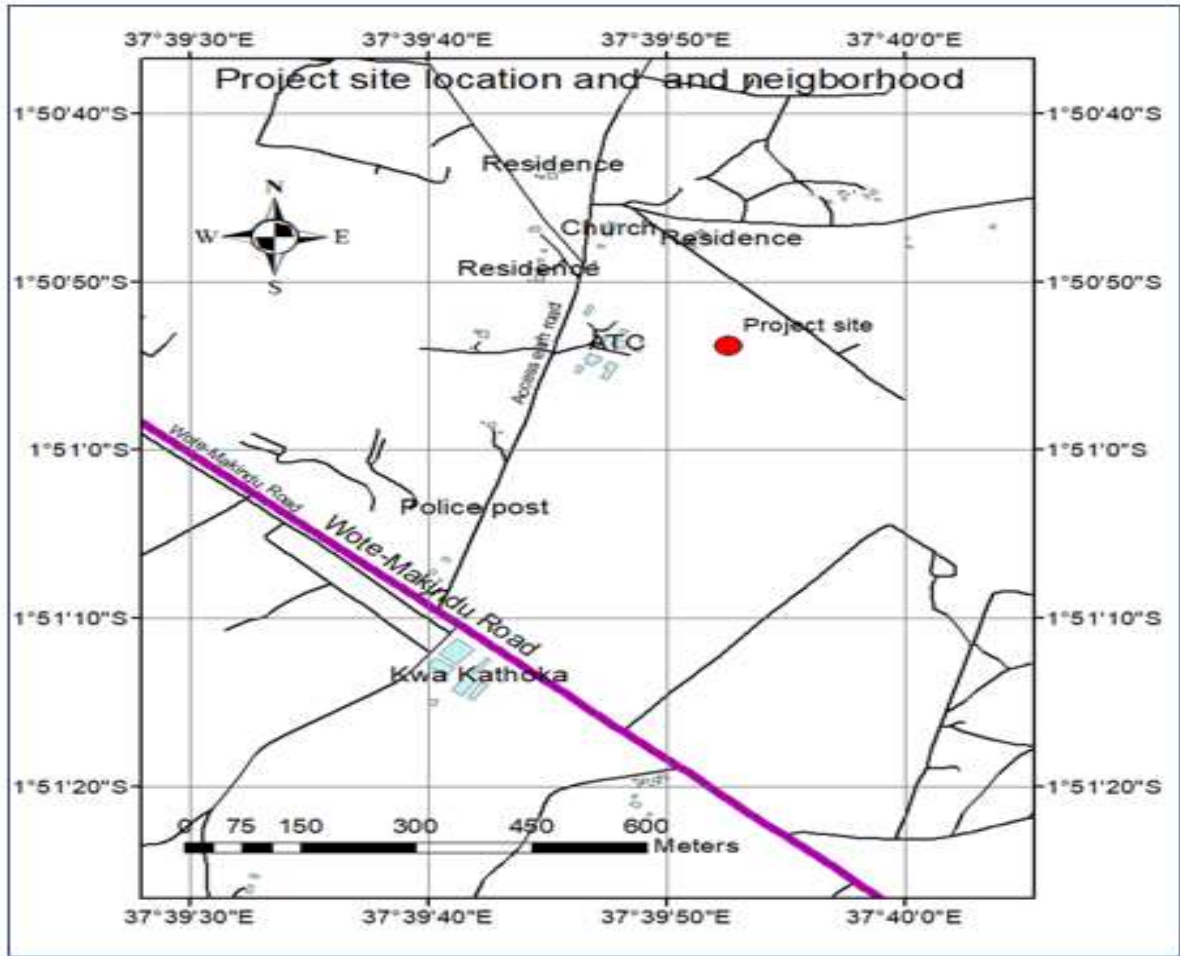 37°39'30"E 37°39'40"E 37°39'50"E 37°40'0"E
Project site location and and neigborhood
1°50'40"S 1°50'40"S
Residence
N
W E
S
Church
Residence
Residence
1°50'50"S 1°50'50"S
Project site
ATC
Access earth road
1°51'0"S 1°51'0"S
Wote-Makindu Road
Police post
Wote-Makindu Road
1°51'10"S 1°51'10"S
Kwa Kathoka
1°51'20"S 1°51'20"S
0 75 150 300 450 600
Meters
37°39'30"E 37°39'40"E 37°39'50"E 37°40'0"E